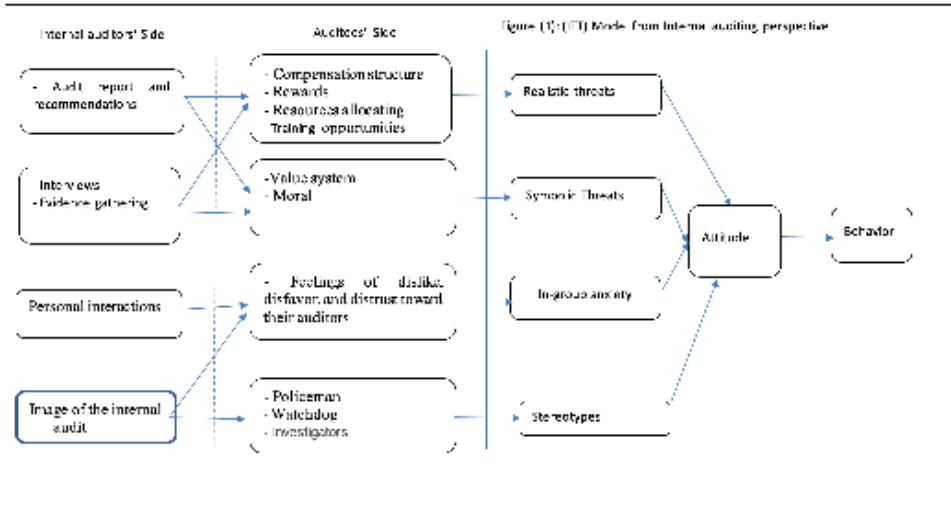 Figure (1): (ITT) Model from Internal auditing perspective
Internal auditors' Side
Auditees' Side
- Audit report and
recommendations
- Compensation structure
- Rewards
- Resources allocating
Training opportunities
Realistic threats
Interviews
- Evidence gathering
-Value system
- Moral
Symbolic Threats
Attitude
Behavior
Personal interactions
- Feelings of dislike,
disfavor, and distrust toward
their auditors
In-group anxiety
Image of the internal
audit
- Policeman
- Watchdog
- Investigators
Stereotypes